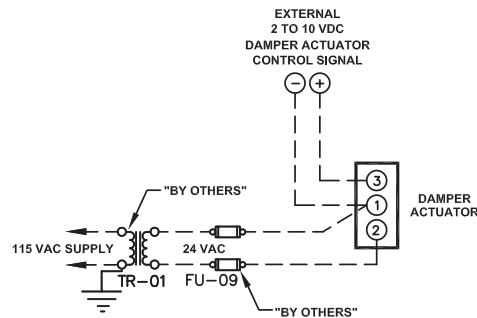 EXTERNAL
2 TO 10 VDC
DAMPER ACTUATOR
CONTROL SIGNAL
− +
3
1
2
DAMPER
ACTUATOR
"BY OTHERS"
115 VAC SUPPLY
24 VAC
TR-01
FU-09
"BY OTHERS"